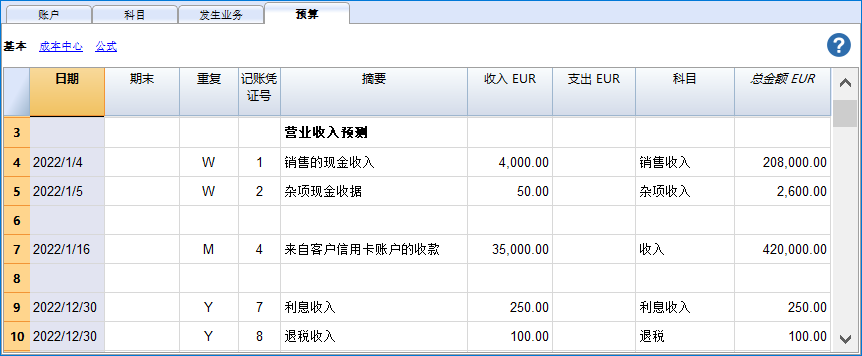 账户 科目 发生业务 预算
基本 成本中心 公式 ?
日期 期末 重复 记账凭证号 摘要 收入 EUR 支出 EUR 科目 总金额 EUR
3 营业收入预测
4 2022/1/4 W 1 销售的现金收入 4,000.00 销售收入 208,000.00
5 2022/1/5 W 2 杂项现金收据 50.00 杂项收入 2,600.00
6
7 2022/1/16 M 4 来自客户信用卡账户的收款 35,000.00 收入 420,000.00
8
9 2022/12/30 Y 7 利息收入 250.00 利息收入 250.00
10 2022/12/30 Y 8 退税收入 100.00 退税 100.00